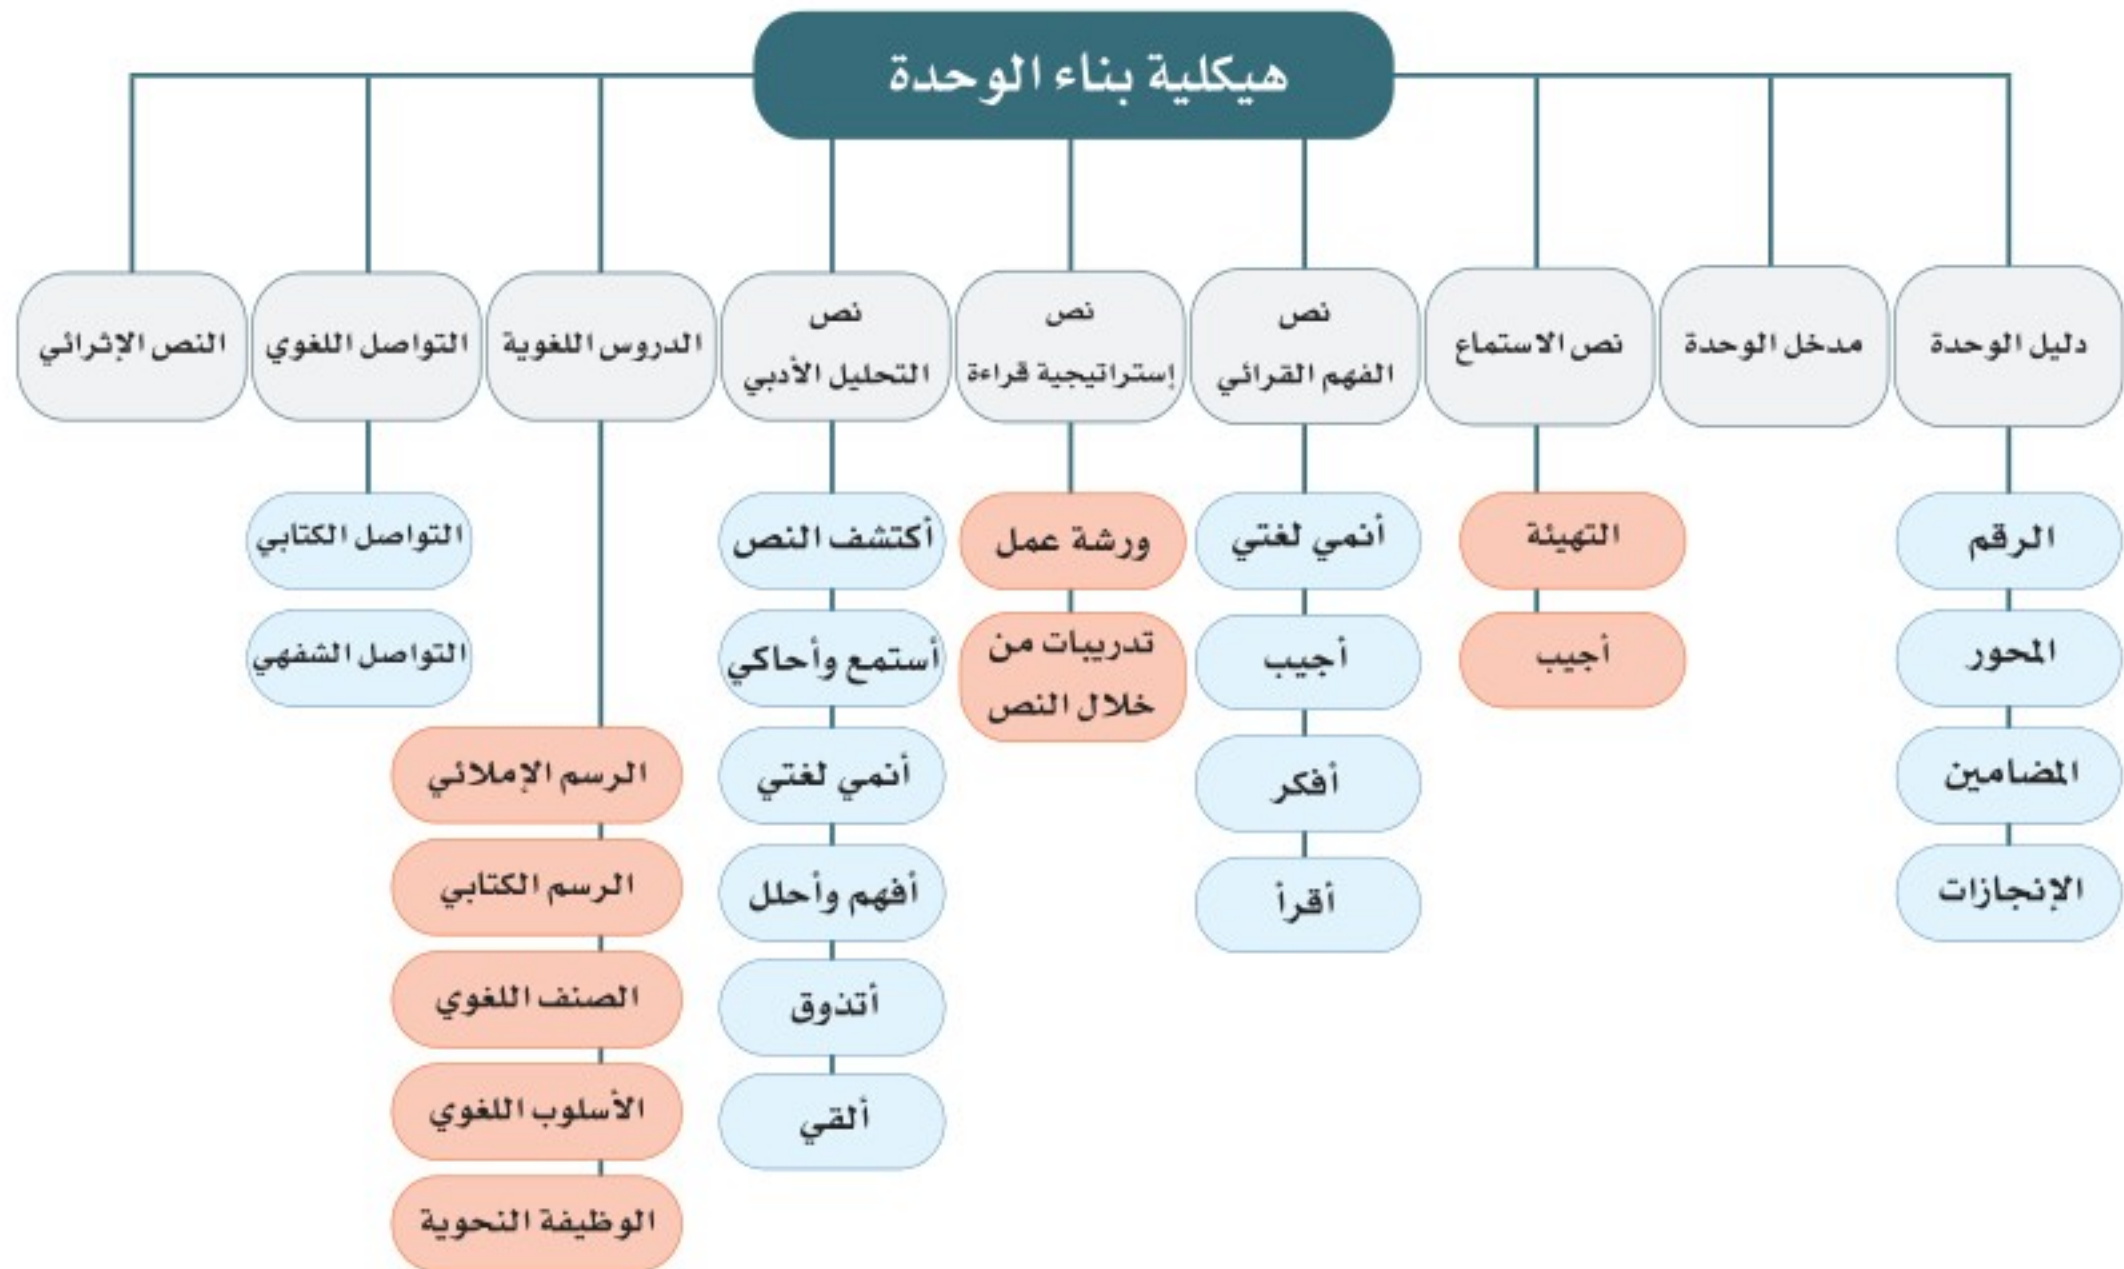 هيكلية بناء الوحدة
دليل الوحدة
الرقم
المحور
المضامين
الإنجازات
مدخل الوحدة
نص الاستماع
التهيئة
أجيب
نص
الفهم القرائي
أنمي لغتي
أجيب
أفكر
أقرأ
نص
إستراتيجية قراءة
ورشة عمل
تدريبات من
خلال النص
نص
التحليل الأدبي
أكتشف النص
أستمع وأحاكي
أنمي لغتي
أفهم وأحلل
أتذوق
ألقي
الدروس اللغوية
الرسم الإملائي
الرسم الكتابي
الصنف اللغوي
الأسلوب اللغوي
الوظيفة النحوية
التواصل اللغوي
التواصل الكتابي
التواصل الشفهي
النص الإثرائي